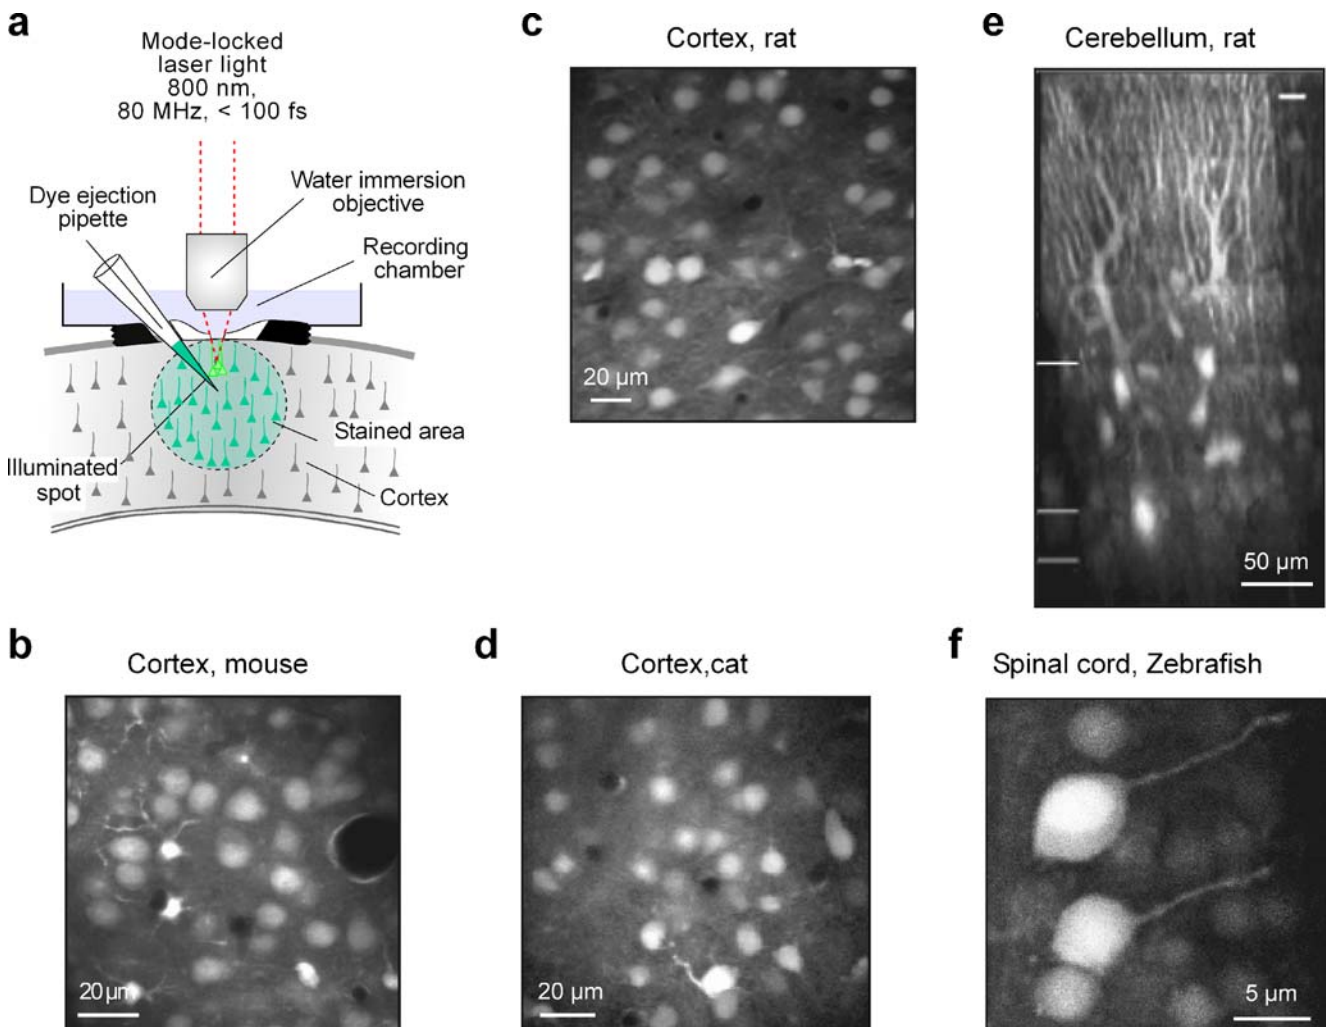 a
Mode-locked
laser light
800 nm,
80 MHz, < 100 fs
Water immersion
objective
Dye ejection
pipette
Recording
chamber
Stained area
Illuminated
spot
Cortex
b
Cortex, mouse
20 µm
c
Cortex, rat
20 µm
d
Cortex,cat
20 µm
e
Cerebellum, rat
50 µm
f
Spinal cord, Zebrafish
5 µm